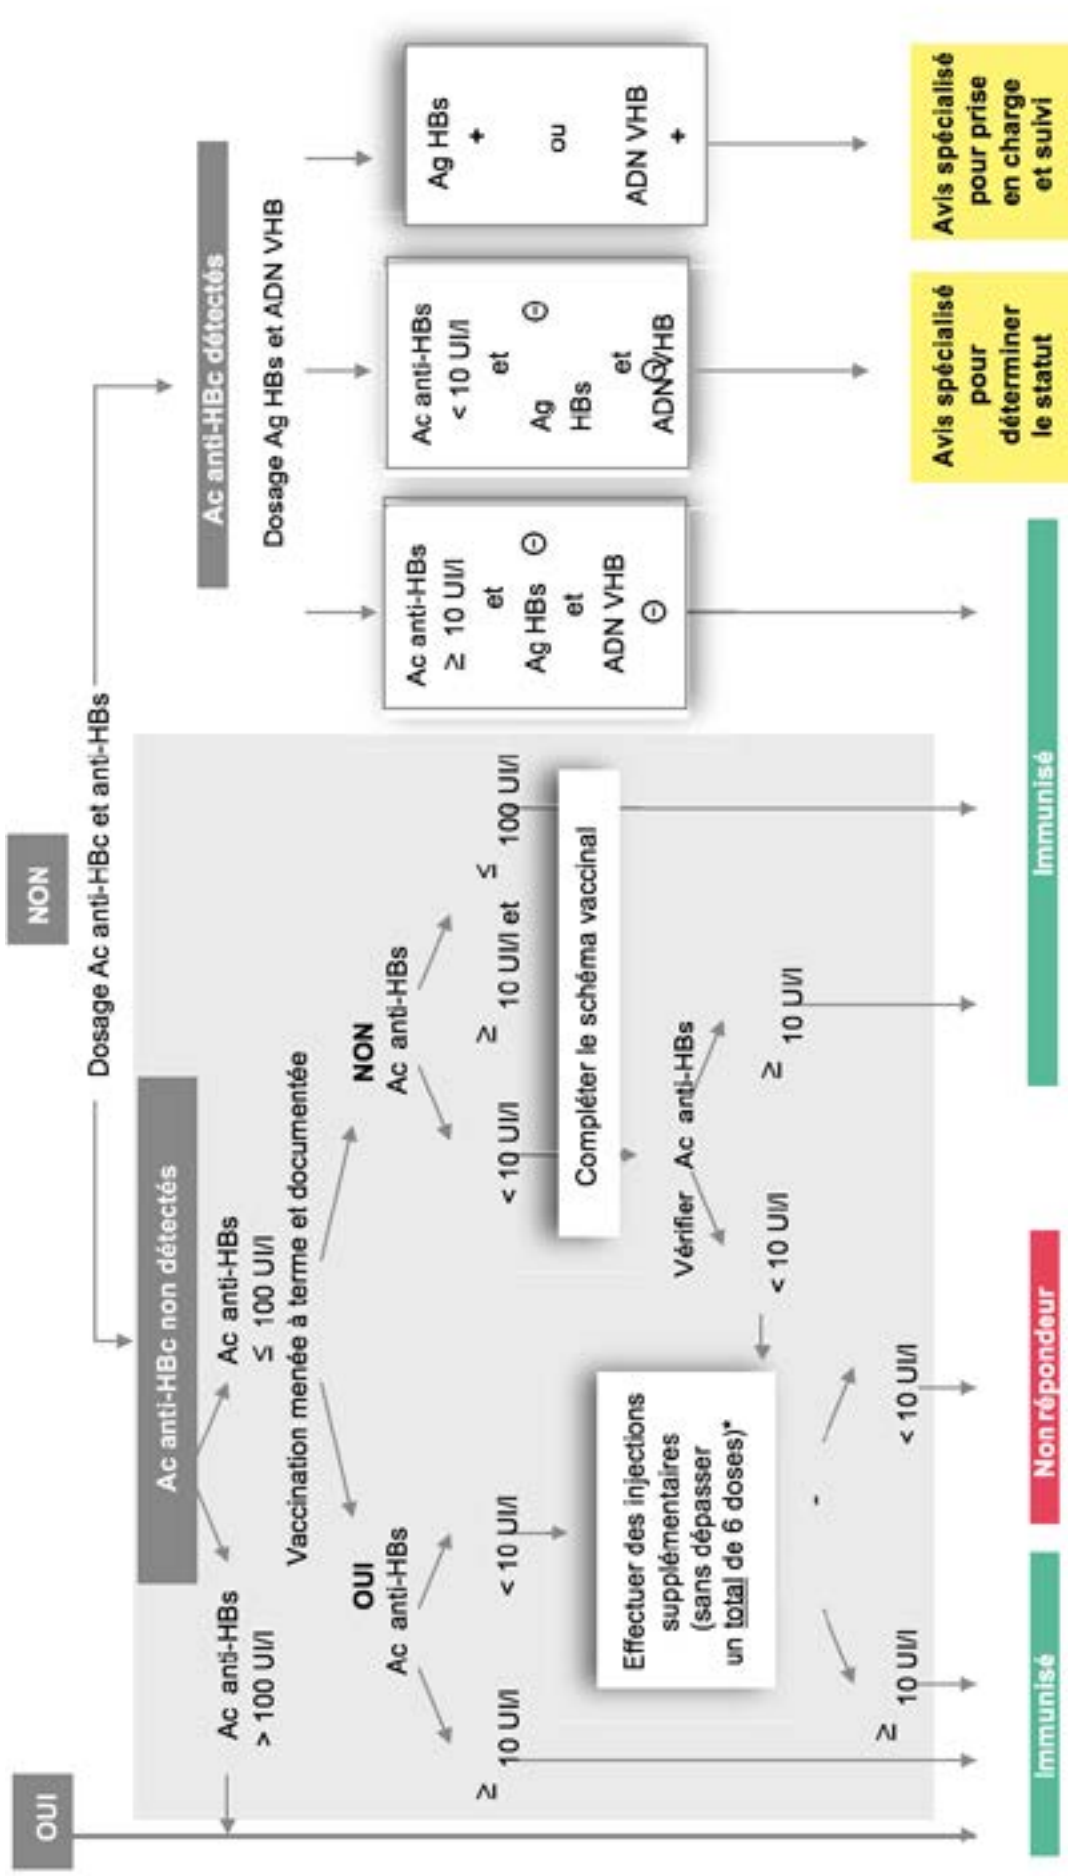 OUI
NON
Dosage Ac anti-HBc et anti-HBs
Ac anti-HBc non détectés
Ac anti-HBs
> 100 UI/l
Ac anti-HBs
≤ 100 UI/l
Vaccination menée à terme et documentée
OUI
Ac anti-HBs
≥ 10 UI/l
< 10 UI/l
NON
Ac anti-HBs
< 10 UI/l
≥ 10 UI/l et ≤ 100 UI/l
Compléter le schéma vaccinal
Vérifier Ac anti-HBs
< 10 UI/l
≥ 10 UI/l
Effectuer des injections
supplémentaires
(sans dépasser
un total de 6 doses)*
-
≥ 10 UI/l
< 10 UI/l
Ac anti-HBc détectés
Dosage Ag HBs et ADN VHB
Ac anti-HBs
≥ 10 UI/l
et
Ag HBs ⊖
et
ADN VHB
⊖
Ac anti-HBs
< 10 UI/l
et
Ag ⊖
HBs
et
ADN VHB
⊖
Ag HBs
+
ou
ADN VHB
+
Immunisé
Non répondeur
Immunisé
Avis spécialisé
pour
déterminer
le statut
Avis spécialisé
pour prise
en charge
et suivi